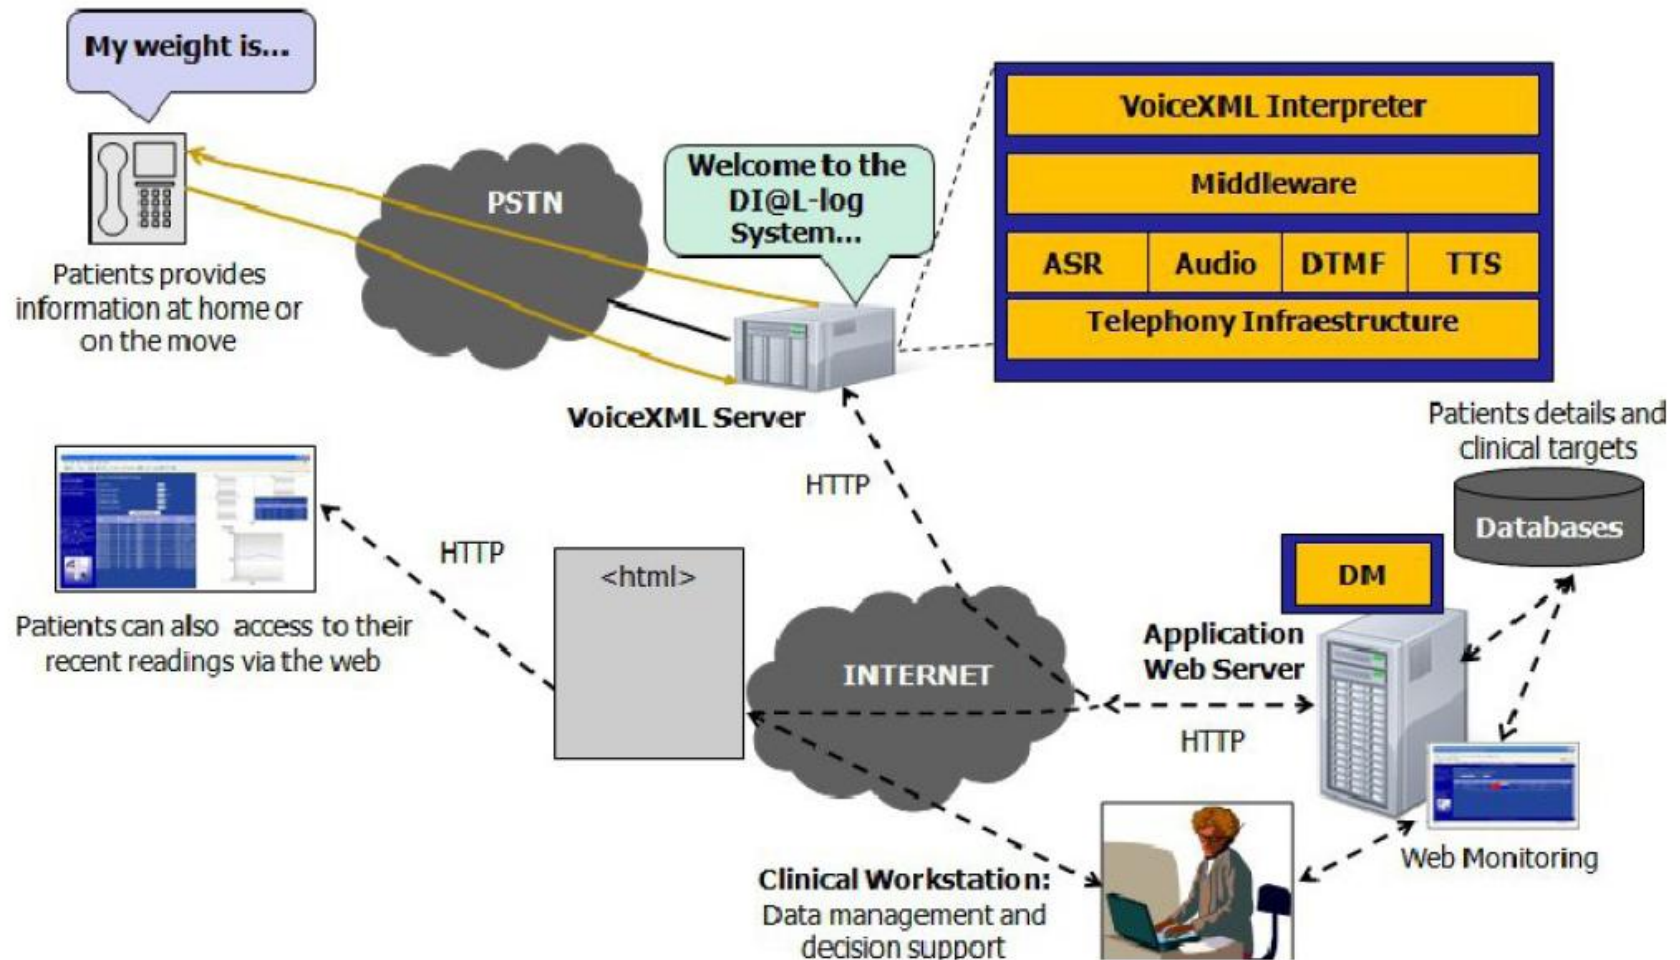 My weight is...
Patients provides
information at home or
on the move
PSTN
Welcome to the
DI@L-log
System...
VoiceXML Server
VoiceXML Interpreter
Middleware
ASR Audio DTMF TTS
Telephony Infraestructure
Patients details and
clinical targets
Databases
HTTP
HTTP
<html>
Patients can also access to their
recent readings via the web
INTERNET
DM
Application
Web Server
HTTP
Web Monitoring
Clinical Workstation:
Data management and
decision support